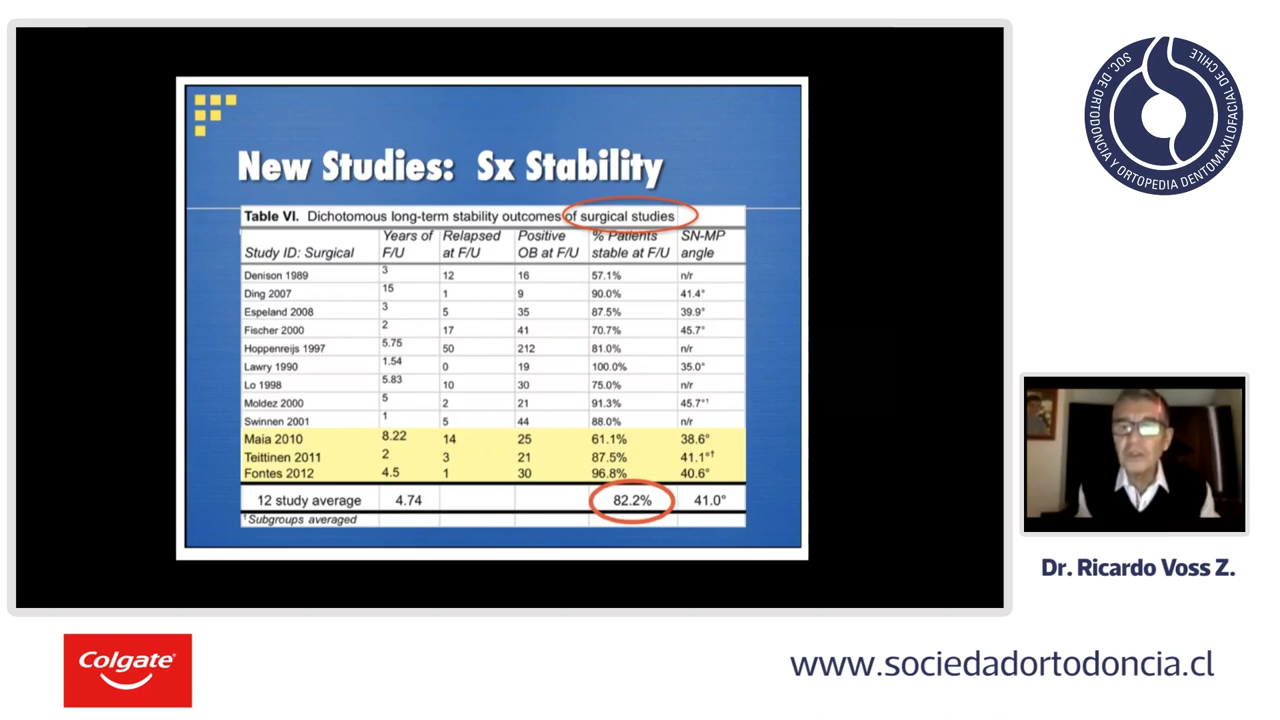 New Studies: Sx Stability
Table VI. Dichotomous long-term stability outcomes of surgical studies
Study ID: Surgical Years of F/U Relapsed at F/U Positive OB at F/U % Patients stable at F/U SN-MP angle
Denison 1989 3 12 16 57.1% n/r
Ding 2007 15 1 9 90.0% 41.4°
Espeland 2008 3 5 35 87.5% 39.9°
Fischer 2000 2 17 41 70.7% 45.7°
Hoppenreijs 1997 5.75 50 212 81.0% n/r
Lawry 1990 1.54 0 19 100.0% 35.0°
Lo 1998 5.83 10 30 75.0% n/r
Moldez 2000 5 2 21 91.3% 45.7°†
Swinnen 2001 1 5 44 88.0% n/r
Maia 2010 8.22 14 25 61.1% 38.6°
Teittinen 2011 2 3 21 87.5% 41.1°†
Fontes 2012 4.5 1 30 96.8% 40.6°
12 study average 4.74 82.2% 41.0°
†Subgroups averaged
SOC. DE ORTODONCIA Y ORTOPEDIA DENTOMAXILOFACIAL DE CHILE
Dr. Ricardo Voss Z.
Colgate®
www.sociedadortodoncia.cl